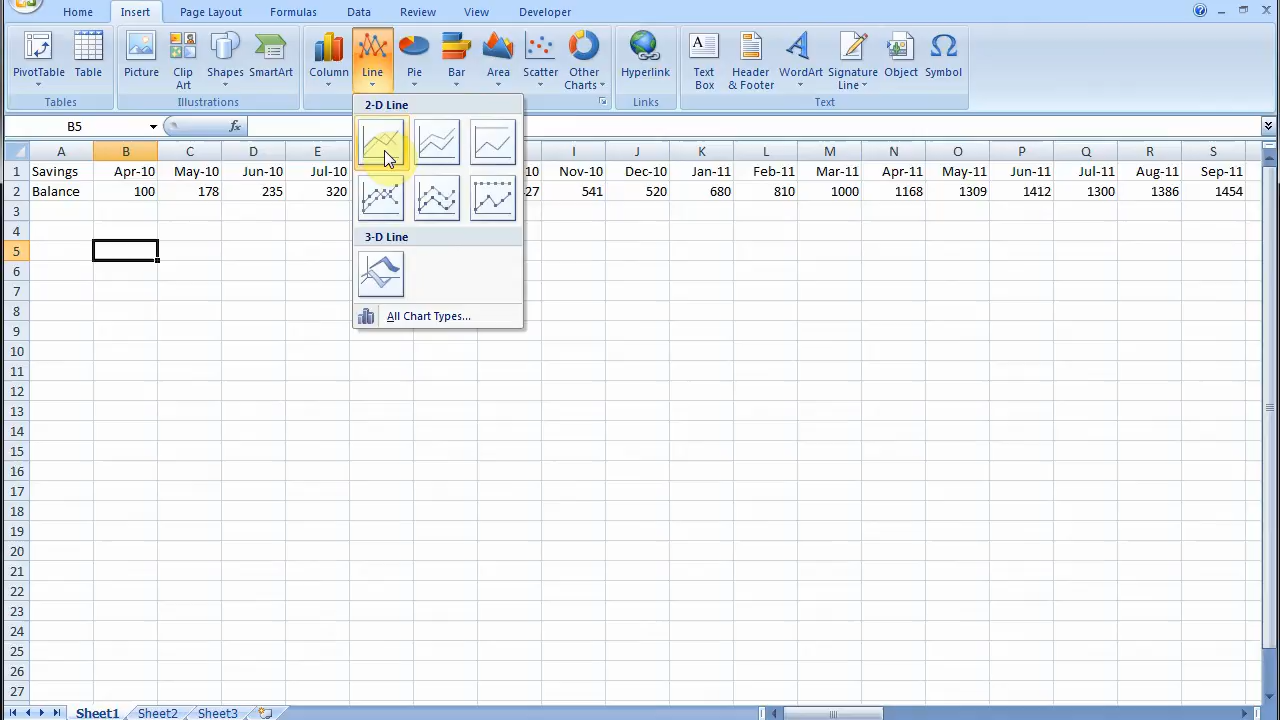 Home Insert Page Layout Formulas Data Review View Developer
PivotTable Table Picture Clip Art Shapes SmartArt Column Line Pie Bar Area Scatter Other Charts Hyperlink Text Box Header & Footer WordArt Signature Line Object Symbol
Tables Illustrations Links Text
2-D Line
B5 fx
A B C D E I J K L M N O P Q R S
1 Savings Apr-10 May-10 Jun-10 Jul-10 10 Nov-10 Dec-10 Jan-11 Feb-11 Mar-11 Apr-11 May-11 Jun-11 Jul-11 Aug-11 Sep-11
2 Balance 100 178 235 320 27 541 520 680 810 1000 1168 1309 1412 1300 1386 1454
3
4
3-D Line
5
6
7
8
All Chart Types...
9
10
11
12
13
14
15
16
17
18
19
20
21
22
23
24
25
26
27
Sheet1 Sheet2 Sheet3